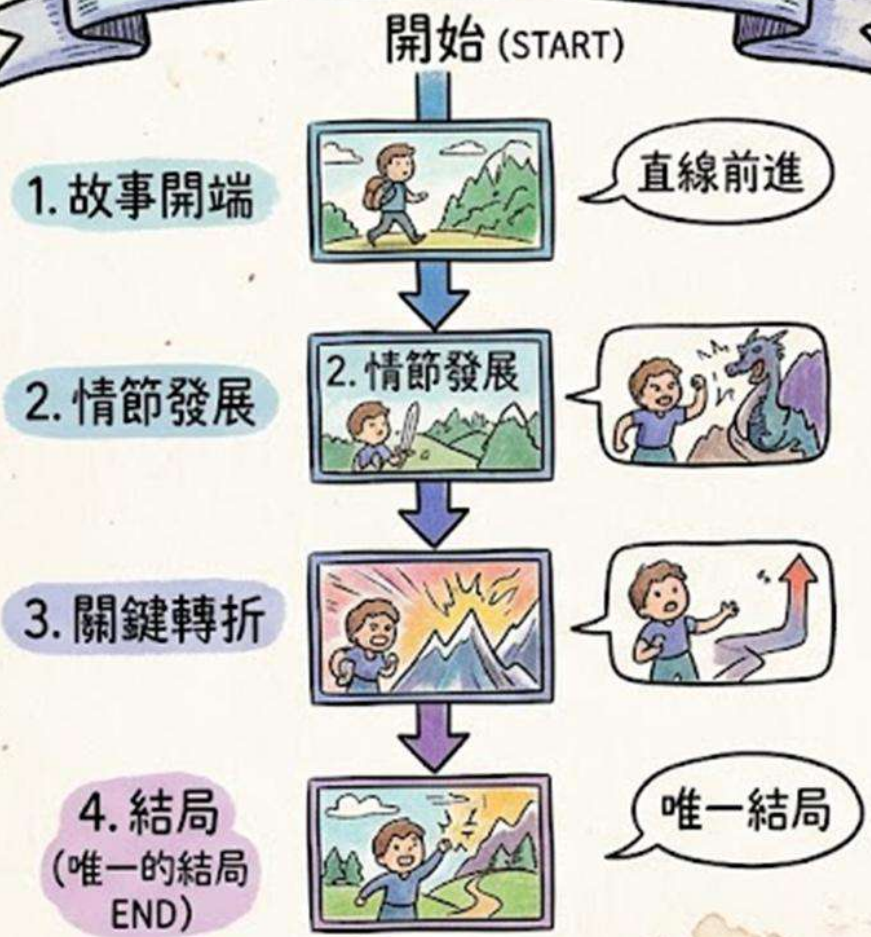 開始 (START)
1. 故事開端
直線前進
2. 情節發展
2. 情節發展
3. 關鍵轉折
4. 結局
(唯一的結局
END)
唯一結局